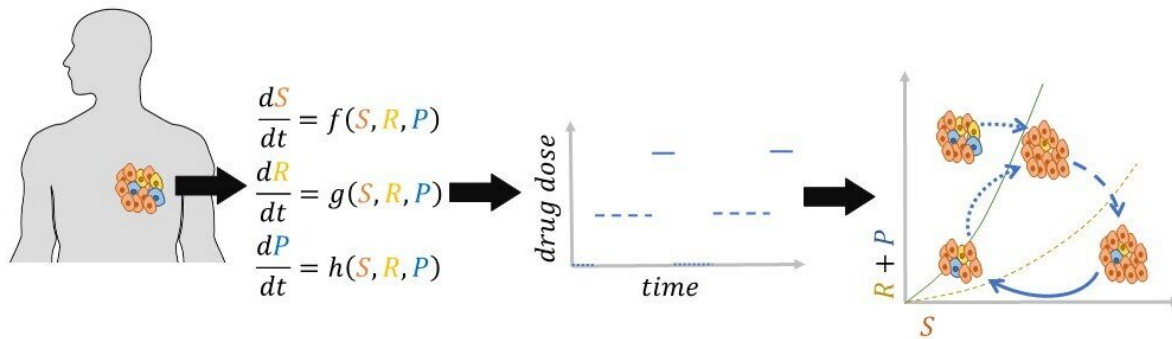 dS/dt = f(S, R, P)
dR/dt = g(S, R, P)
dP/dt = h(S, R, P)
drug dose
time
R + P
S